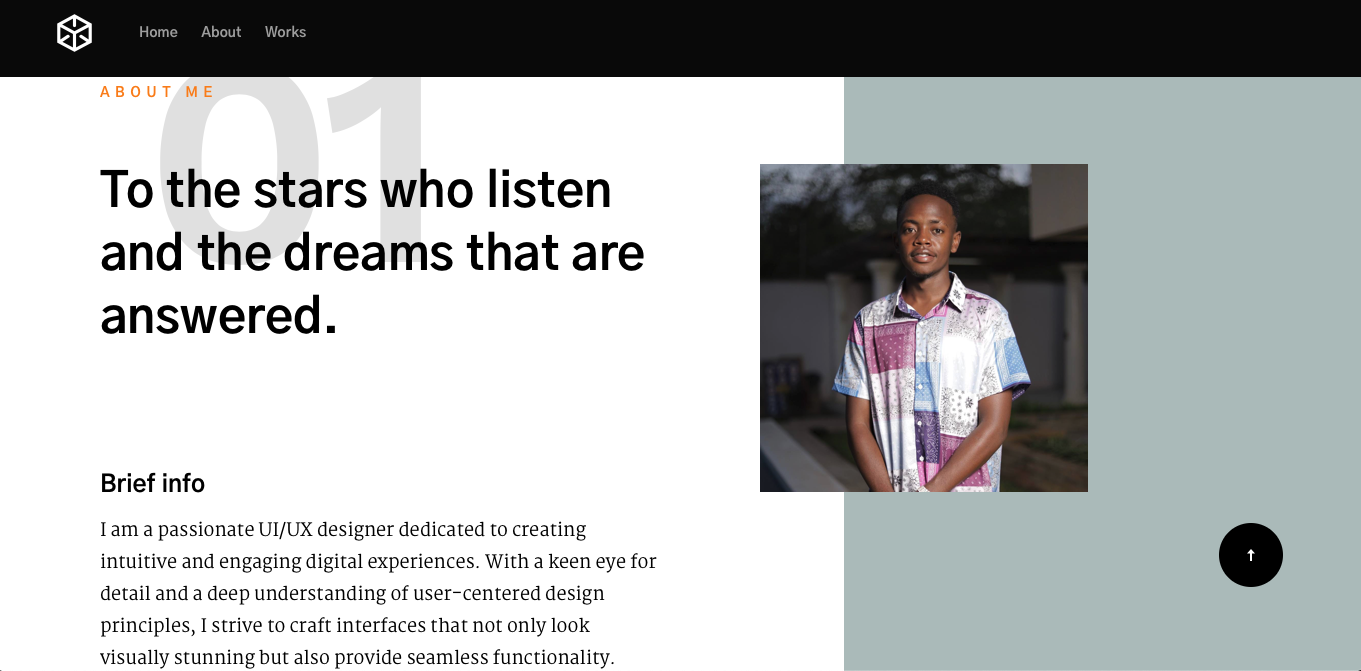 Home About Works
01
ABOUT ME
To the stars who listen
and the dreams that are
answered.
Brief info
I am a passionate UI/UX designer dedicated to creating
intuitive and engaging digital experiences. With a keen eye for
detail and a deep understanding of user-centered design
principles, I strive to craft interfaces that not only look
visually stunning but also provide seamless functionality.
↑